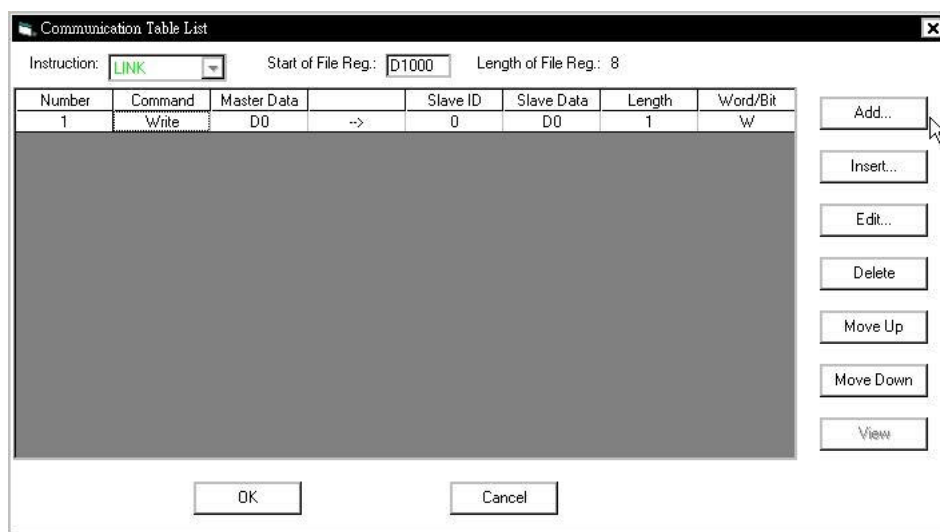 Communication Table List
Instruction: LINK Start of File Reg.: D1000 Length of File Reg.: 8
Number Command Master Data Slave ID Slave Data Length Word/Bit
1 Write D0 --> 0 D0 1 W
Add...
Insert...
Edit...
Delete
Move Up
Move Down
View
OK Cancel